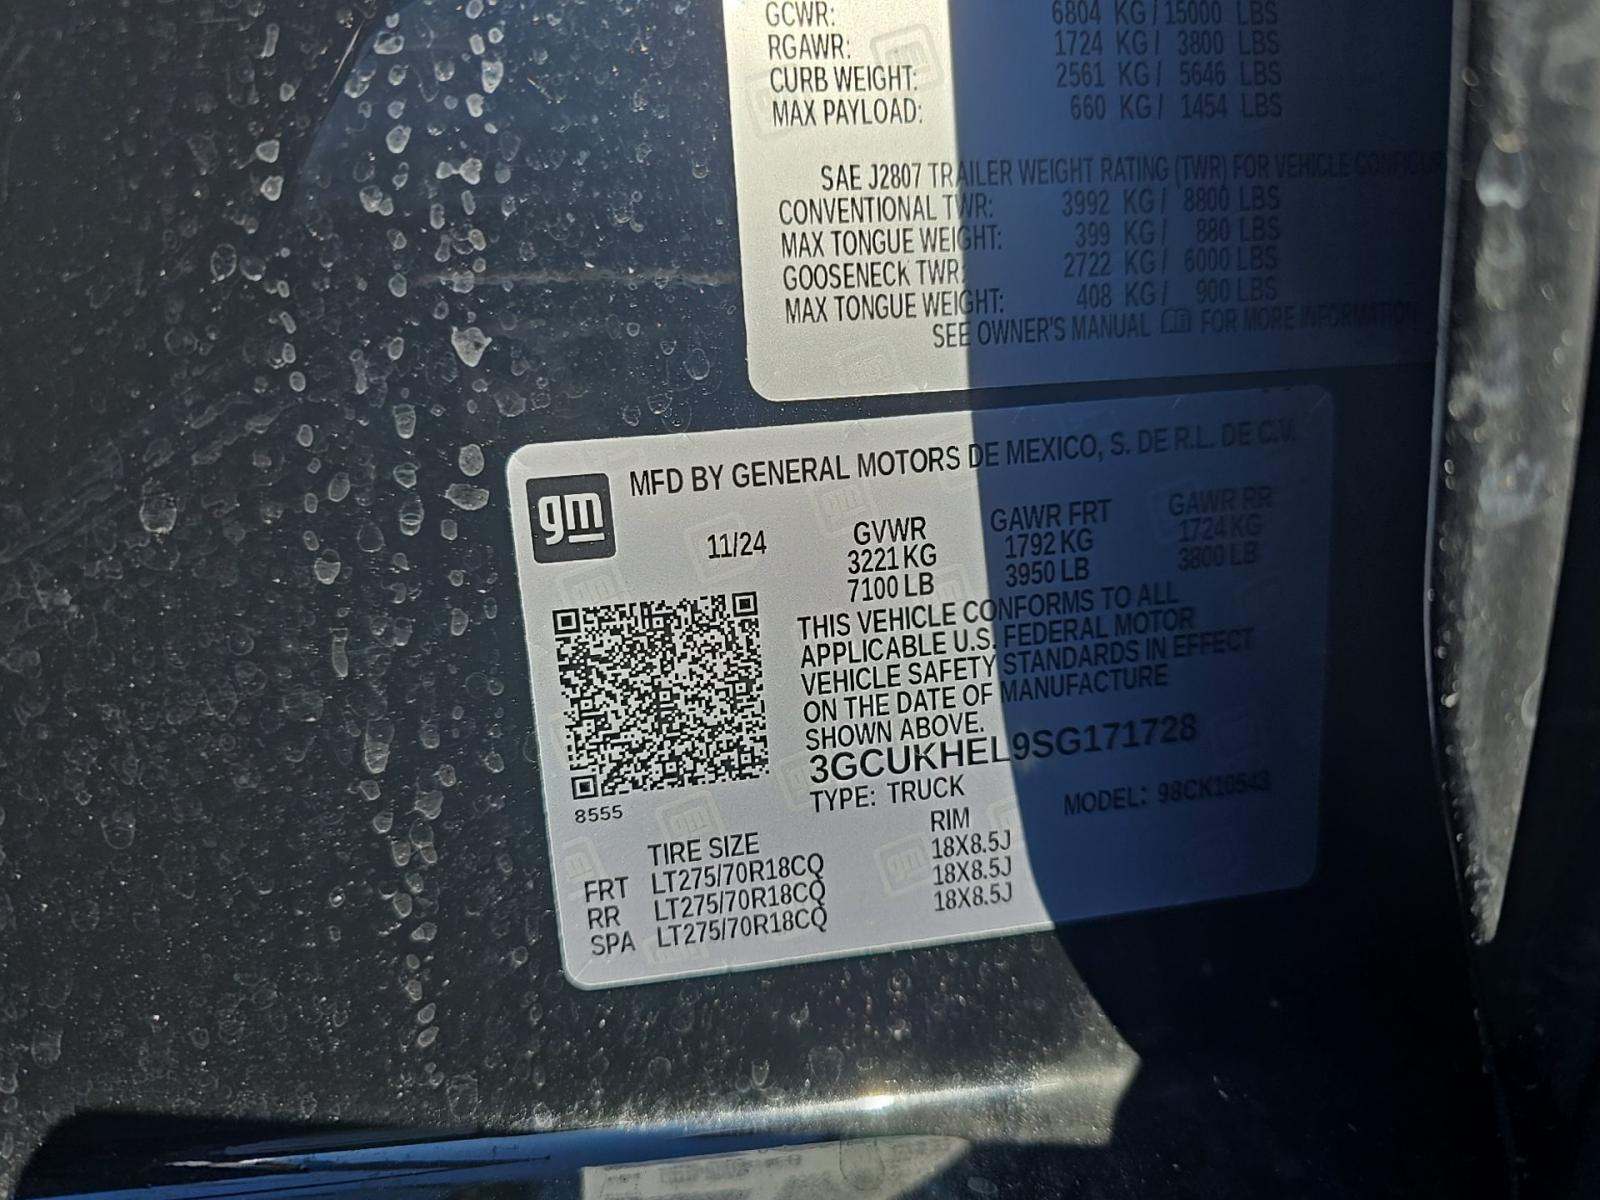 GCWR: 6804 KG / 15000 LBS
RGAWR: 1724 KG / 3800 LBS
CURB WEIGHT: 2561 KG / 5646 LBS
MAX PAYLOAD: 660 KG / 1454 LBS
SAE J2807 TRAILER WEIGHT RATING (TWR) FOR VEHICLE
CONVENTIONAL TWR: 3992 KG / 8800 LBS
MAX TONGUE WEIGHT: 399 KG / 880 LBS
GOOSENECK TWR: 2722 KG / 6000 LBS
MAX TONGUE WEIGHT: 408 KG / 900 LBS
SEE OWNER'S MANUAL FOR MORE INFORMATION
gm
MFD BY GENERAL MOTORS DE MEXICO, S. DE R.L. DE C.V.
11/24 GVWR GAWR FRT GAWR RR
3221 KG 1792 KG 1724 KG
7100 LB 3950 LB 3800 LB
THIS VEHICLE CONFORMS TO ALL
APPLICABLE U.S. FEDERAL MOTOR
VEHICLE SAFETY STANDARDS IN EFFECT
ON THE DATE OF MANUFACTURE
SHOWN ABOVE.
3GCUKHEL9SG171728
TYPE: TRUCK MODEL: 98CK10543
8555
TIRE SIZE RIM
FRT LT275/70R18CQ 18X8.5J
RR LT275/70R18CQ 18X8.5J
SPA LT275/70R18CQ 18X8.5J